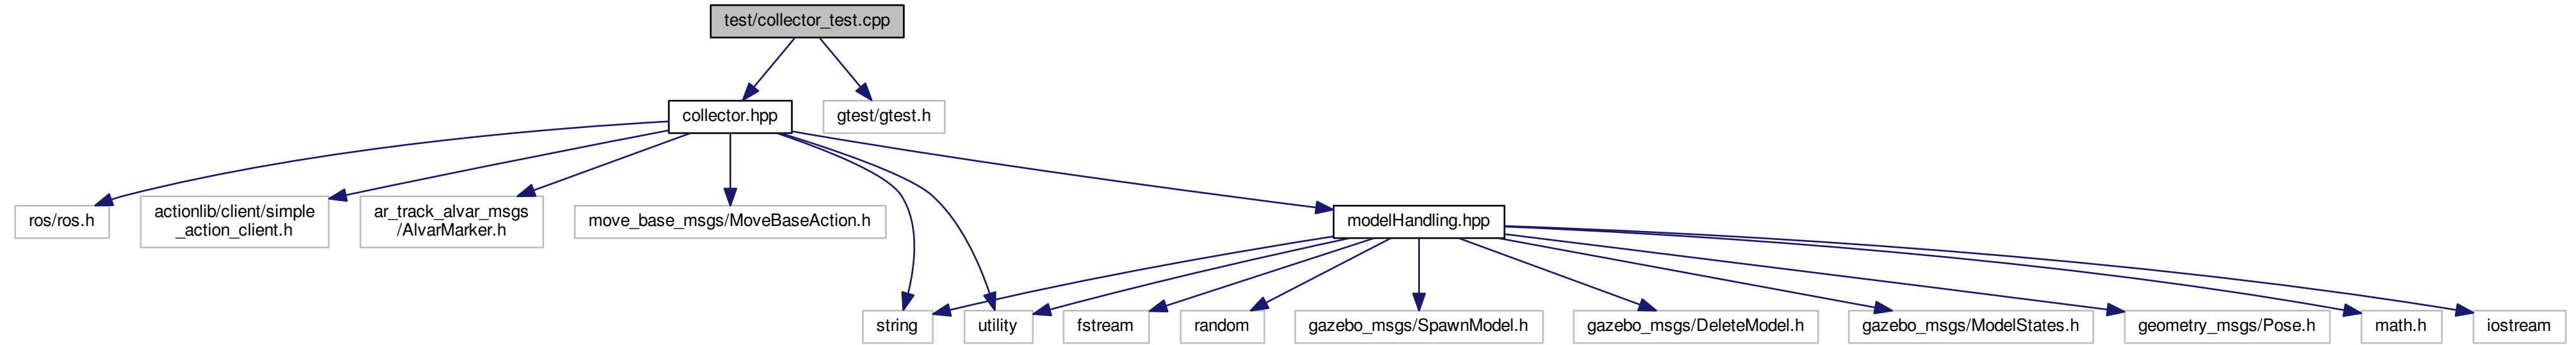 test/collector_test.cpp
collector.hpp
gtest/gtest.h
ros/ros.h
actionlib/client/simple
_action_client.h
ar_track_alvar_msgs
/AlvarMarker.h
move_base_msgs/MoveBaseAction.h
modelHandling.hpp
string
utility
fstream
random
gazebo_msgs/SpawnModel.h
gazebo_msgs/DeleteModel.h
gazebo_msgs/ModelStates.h
geometry_msgs/Pose.h
math.h
iostream